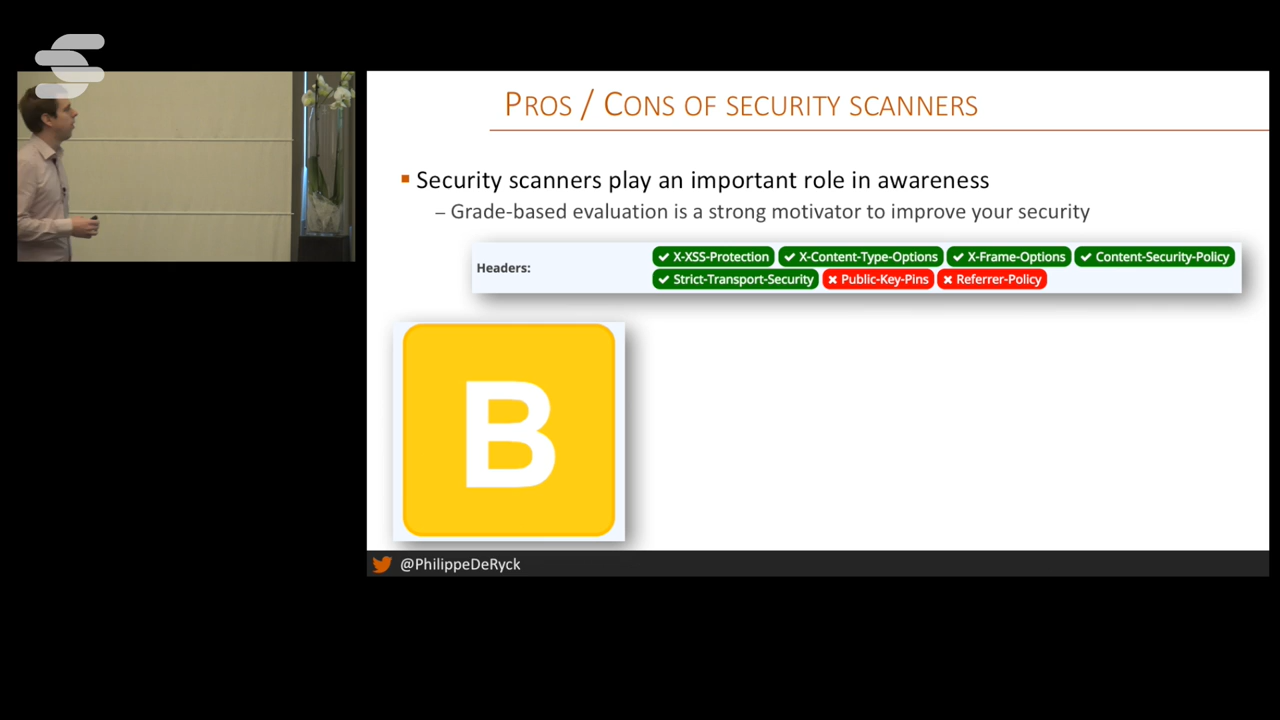 PROS / CONS OF SECURITY SCANNERS
Security scanners play an important role in awareness
– Grade-based evaluation is a strong motivator to improve your security
Headers:
X-XSS-Protection X-Content-Type-Options X-Frame-Options Content-Security-Policy
Strict-Transport-Security Public-Key-Pins Referrer-Policy
B
@PhilippeDeRyck